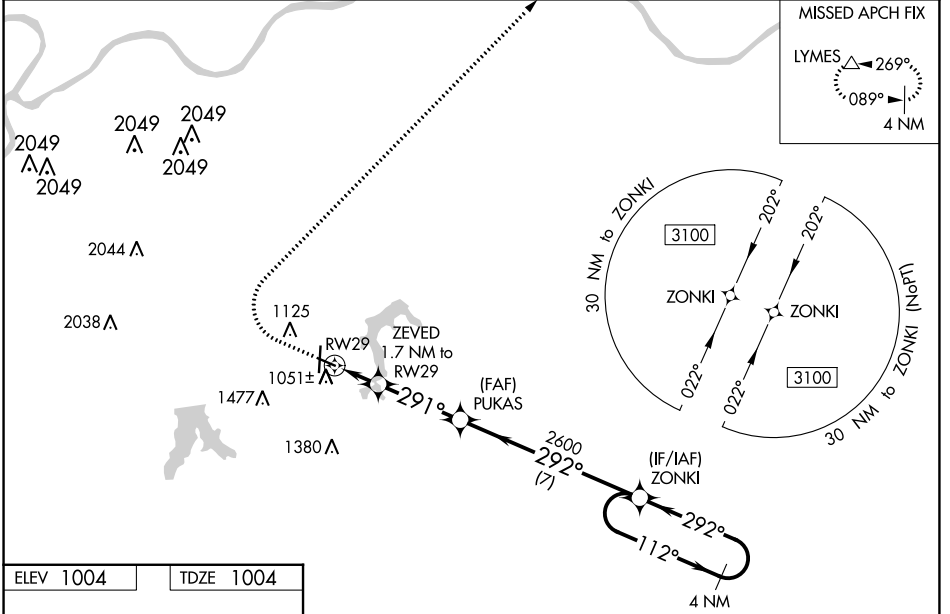 MISSED APCH FIX
LYMES
269°
089°
4 NM
2049
2049
2049
2049
2049
2044
2038
1125
RW29
1051±
1477
1380
ZEVED
1.7 NM to
RW29
291°
(FAF)
PUKAS
2600
292°
(7)
(IF/IAF)
ZONKI
292°
112°
4 NM
30 NM to ZONKI
3100
202°
ZONKI
022°
202°
ZONKI
3100
022°
30 NM to ZONKI (NoPT)
ELEV 1004
TDZE 1004